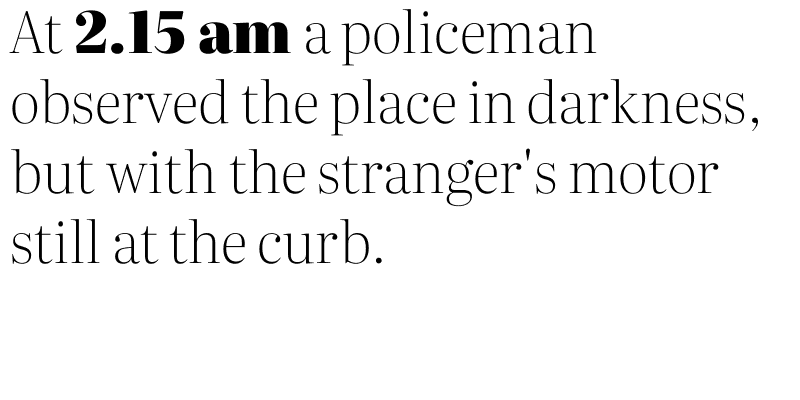 At 2.15 am a policeman
observed the place in darkness,
but with the stranger's motor
still at the curb.